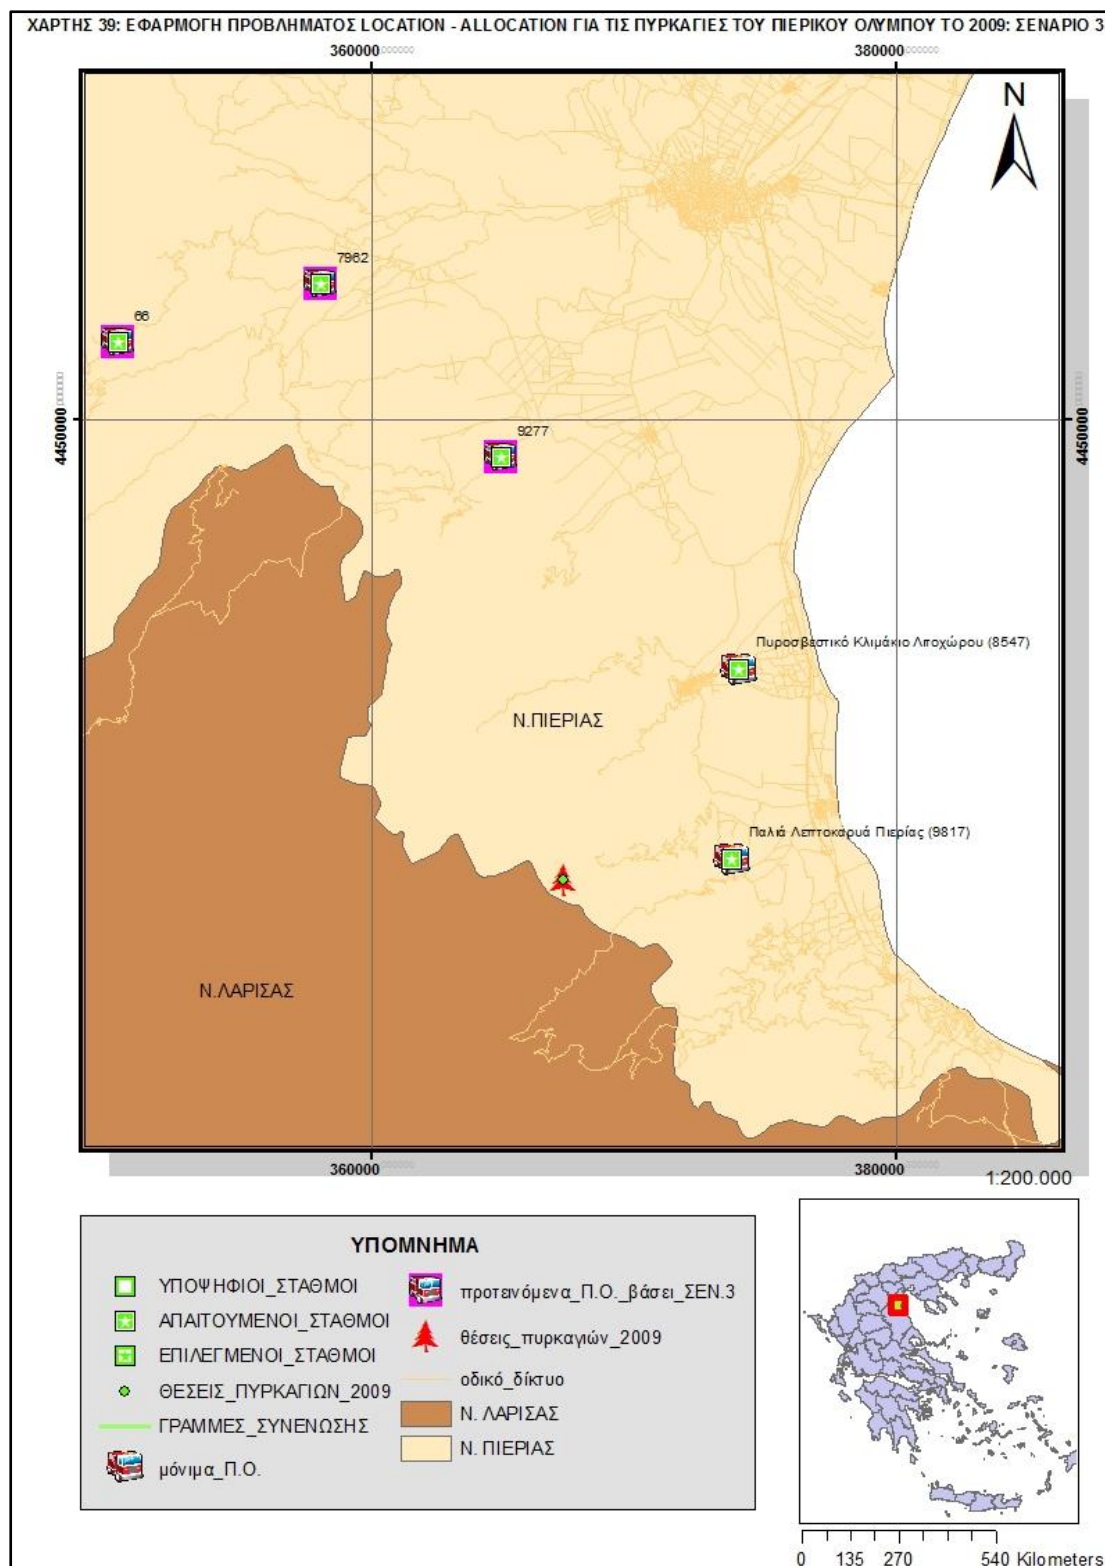 ΧΑΡΤΗΣ 39: ΕΦΑΡΜΟΓΗ ΠΡΟΒΛΗΜΑΤΟΣ LOCATION - ALLOCATION ΓΙΑ ΤΙΣ ΠΥΡΚΑΓΙΕΣ ΤΟΥ ΠΙΕΡΙΚΟΥ ΟΛΥΜΠΟΥ ΤΟ 2009: ΣΕΝΑΡΙΟ 3
360000 380000
N
7962
66
4450000 4450000
9277
Πυροσβεστικό Κλιμάκιο Λιτοχώρου (8547)
Ν.ΠΙΕΡΙΑΣ
Παλιά Λεπτοκαρυά Πιερίας (9817)
Ν.ΛΑΡΙΣΑΣ
360000 380000
1:200.000
ΥΠΟΜΝΗΜΑ
ΥΠΟΨΗΦΙΟΙ_ΣΤΑΘΜΟΙ
ΑΠΑΙΤΟΥΜΕΝΟΙ_ΣΤΑΘΜΟΙ
ΕΠΙΛΕΓΜΕΝΟΙ_ΣΤΑΘΜΟΙ
ΘΕΣΕΙΣ_ΠΥΡΚΑΓΙΩΝ_2009
ΓΡΑΜΜΕΣ_ΣΥΝΕΝΩΣΗΣ
μόνιμα_Π.Ο.
προτεινόμενα_Π.Ο._βάσει_ΣΕΝ.3
θέσεις_πυρκαγιών_2009
οδικό_δίκτυο
Ν. ΛΑΡΙΣΑΣ
Ν. ΠΙΕΡΙΑΣ
0 135 270 540 Kilometers